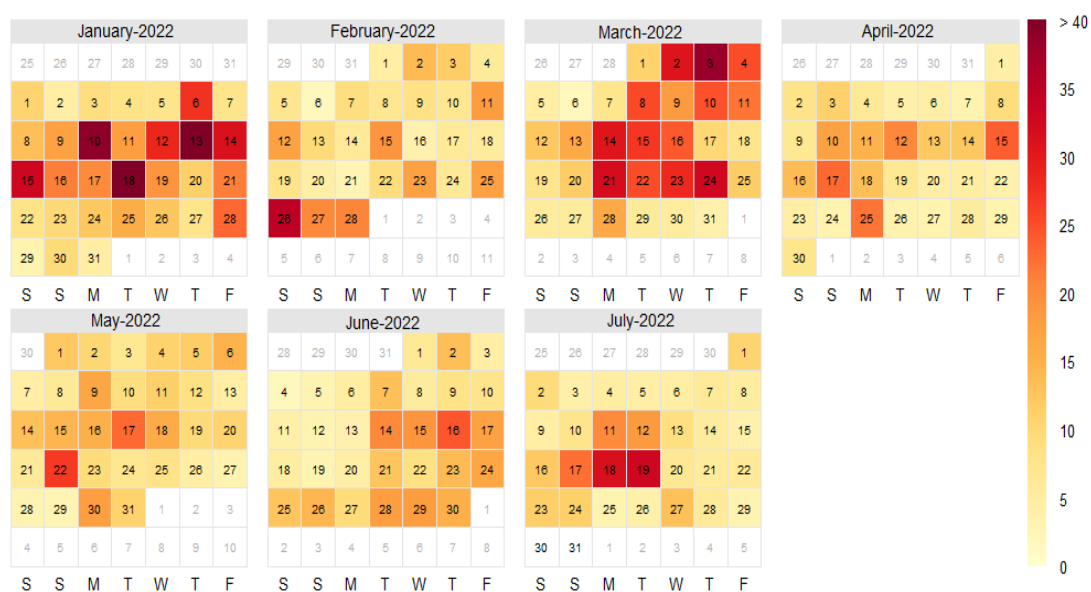 January-2022 February-2022 March-2022 April-2022
25 26 27 28 29 30 31 29 30 31 1 2 3 4 26 27 28 1 2 3 4 26 27 28 29 30 31 1
1 2 3 4 5 6 7 5 6 7 8 9 10 11 5 6 7 8 9 10 11 2 3 4 5 6 7 8
8 9 10 11 12 13 14 12 13 14 15 16 17 18 12 13 14 15 16 17 18 9 10 11 12 13 14 15
15 16 17 18 19 20 21 19 20 21 22 23 24 25 19 20 21 22 23 24 25 16 17 18 19 20 21 22
22 23 24 25 26 27 28 26 27 28 1 2 3 4 26 27 28 29 30 31 1 23 24 25 26 27 28 29
29 30 31 1 2 3 4 5 6 7 8 9 10 11 2 3 4 5 6 7 8 30 1 2 3 4 5 6
S S M T W T F S S M T W T F S S M T W T F S S M T W T F
May-2022 June-2022 July-2022
30 1 2 3 4 5 6 28 29 30 31 1 2 3 25 26 27 28 29 30 1
7 8 9 10 11 12 13 4 5 6 7 8 9 10 2 3 4 5 6 7 8
14 15 16 17 18 19 20 11 12 13 14 15 16 17 9 10 11 12 13 14 15
21 22 23 24 25 26 27 18 19 20 21 22 23 24 16 17 18 19 20 21 22
28 29 30 31 1 2 3 25 26 27 28 29 30 1 23 24 25 26 27 28 29
4 5 6 7 8 9 10 2 3 4 5 6 7 8 30 31 1 2 3 4 5
S S M T W T F S S M T W T F S S M T W T F
> 40
35
30
25
20
15
10
5
0